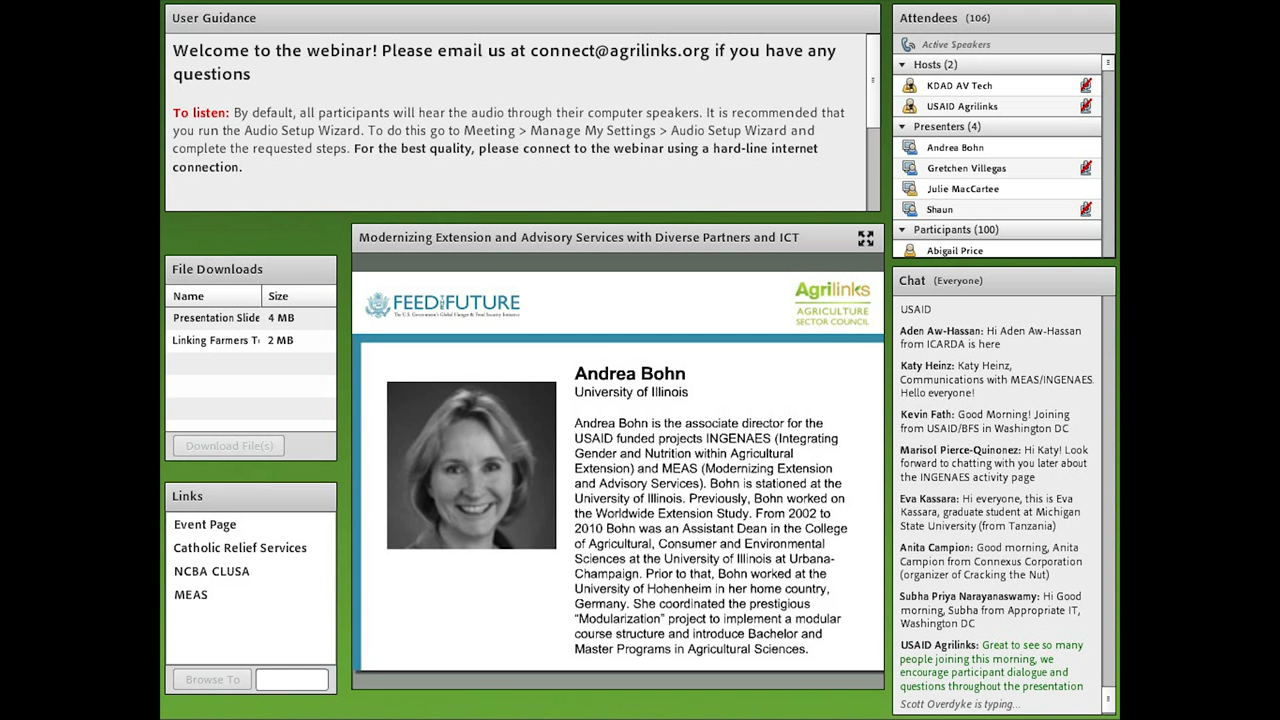 User Guidance
Welcome to the webinar! Please email us at connect@agrilinks.org if you have any
questions
To listen: By default, all participants will hear the audio through their computer speakers. It is recommended that
you run the Audio Setup Wizard. To do this go to Meeting > Manage My Settings > Audio Setup Wizard and
complete the requested steps. For the best quality, please connect to the webinar using a hard-line internet
connection.
File Downloads
Name Size
Presentation Slide 4 MB
Linking Farmers T 2 MB
Download File(s)
Links
Event Page
Catholic Relief Services
NCBA CLUSA
MEAS
Browse To
Modernizing Extension and Advisory Services with Diverse Partners and ICT
FEED THE FUTURE
The U.S. Government's Global Hunger & Food Security Initiative
Agrilinks
AGRICULTURE
SECTOR COUNCIL
Andrea Bohn
University of Illinois
Andrea Bohn is the associate director for the
USAID funded projects INGENAES (Integrating
Gender and Nutrition within Agricultural
Extension) and MEAS (Modernizing Extension
and Advisory Services). Bohn is stationed at the
University of Illinois. Previously, Bohn worked on
the Worldwide Extension Study. From 2002 to
2010 Bohn was an Assistant Dean in the College
of Agricultural, Consumer and Environmental
Sciences at the University of Illinois at Urbana-
Champaign. Prior to that, Bohn worked at the
University of Hohenheim in her home country,
Germany. She coordinated the prestigious
“Modularization” project to implement a modular
course structure and introduce Bachelor and
Master Programs in Agricultural Sciences.
Attendees (106)
Active Speakers
Hosts (2)
KDAD AV Tech
USAID Agrilinks
Presenters (4)
Andrea Bohn
Gretchen Villegas
Julie MacCartee
Shaun
Participants (100)
Abigail Price
Chat (Everyone)
USAID
Aden Aw-Hassan: Hi Aden Aw-Hassan
from ICARDA is here
Katy Heinz: Katy Heinz,
Communications with MEAS/INGENAES.
Hello everyone!
Kevin Fath: Good Morning! Joining
from USAID/BFS in Washington DC
Marisol Pierce-Quinonez: Hi Katy! Look
forward to chatting with you later about
the INGENAES activity page
Eva Kassara: Hi everyone, this is Eva
Kassara, graduate student at Michigan
State University (from Tanzania)
Anita Campion: Good morning, Anita
Campion from Connexus Corporation
(organizer of Cracking the Nut)
Subha Priya Narayanaswamy: Hi Good
morning, Subha from Appropriate IT,
Washington DC
USAID Agrilinks: Great to see so many
people joining this morning, we
encourage participant dialogue and
questions throughout the presentation
Scott Overdyke is typing...